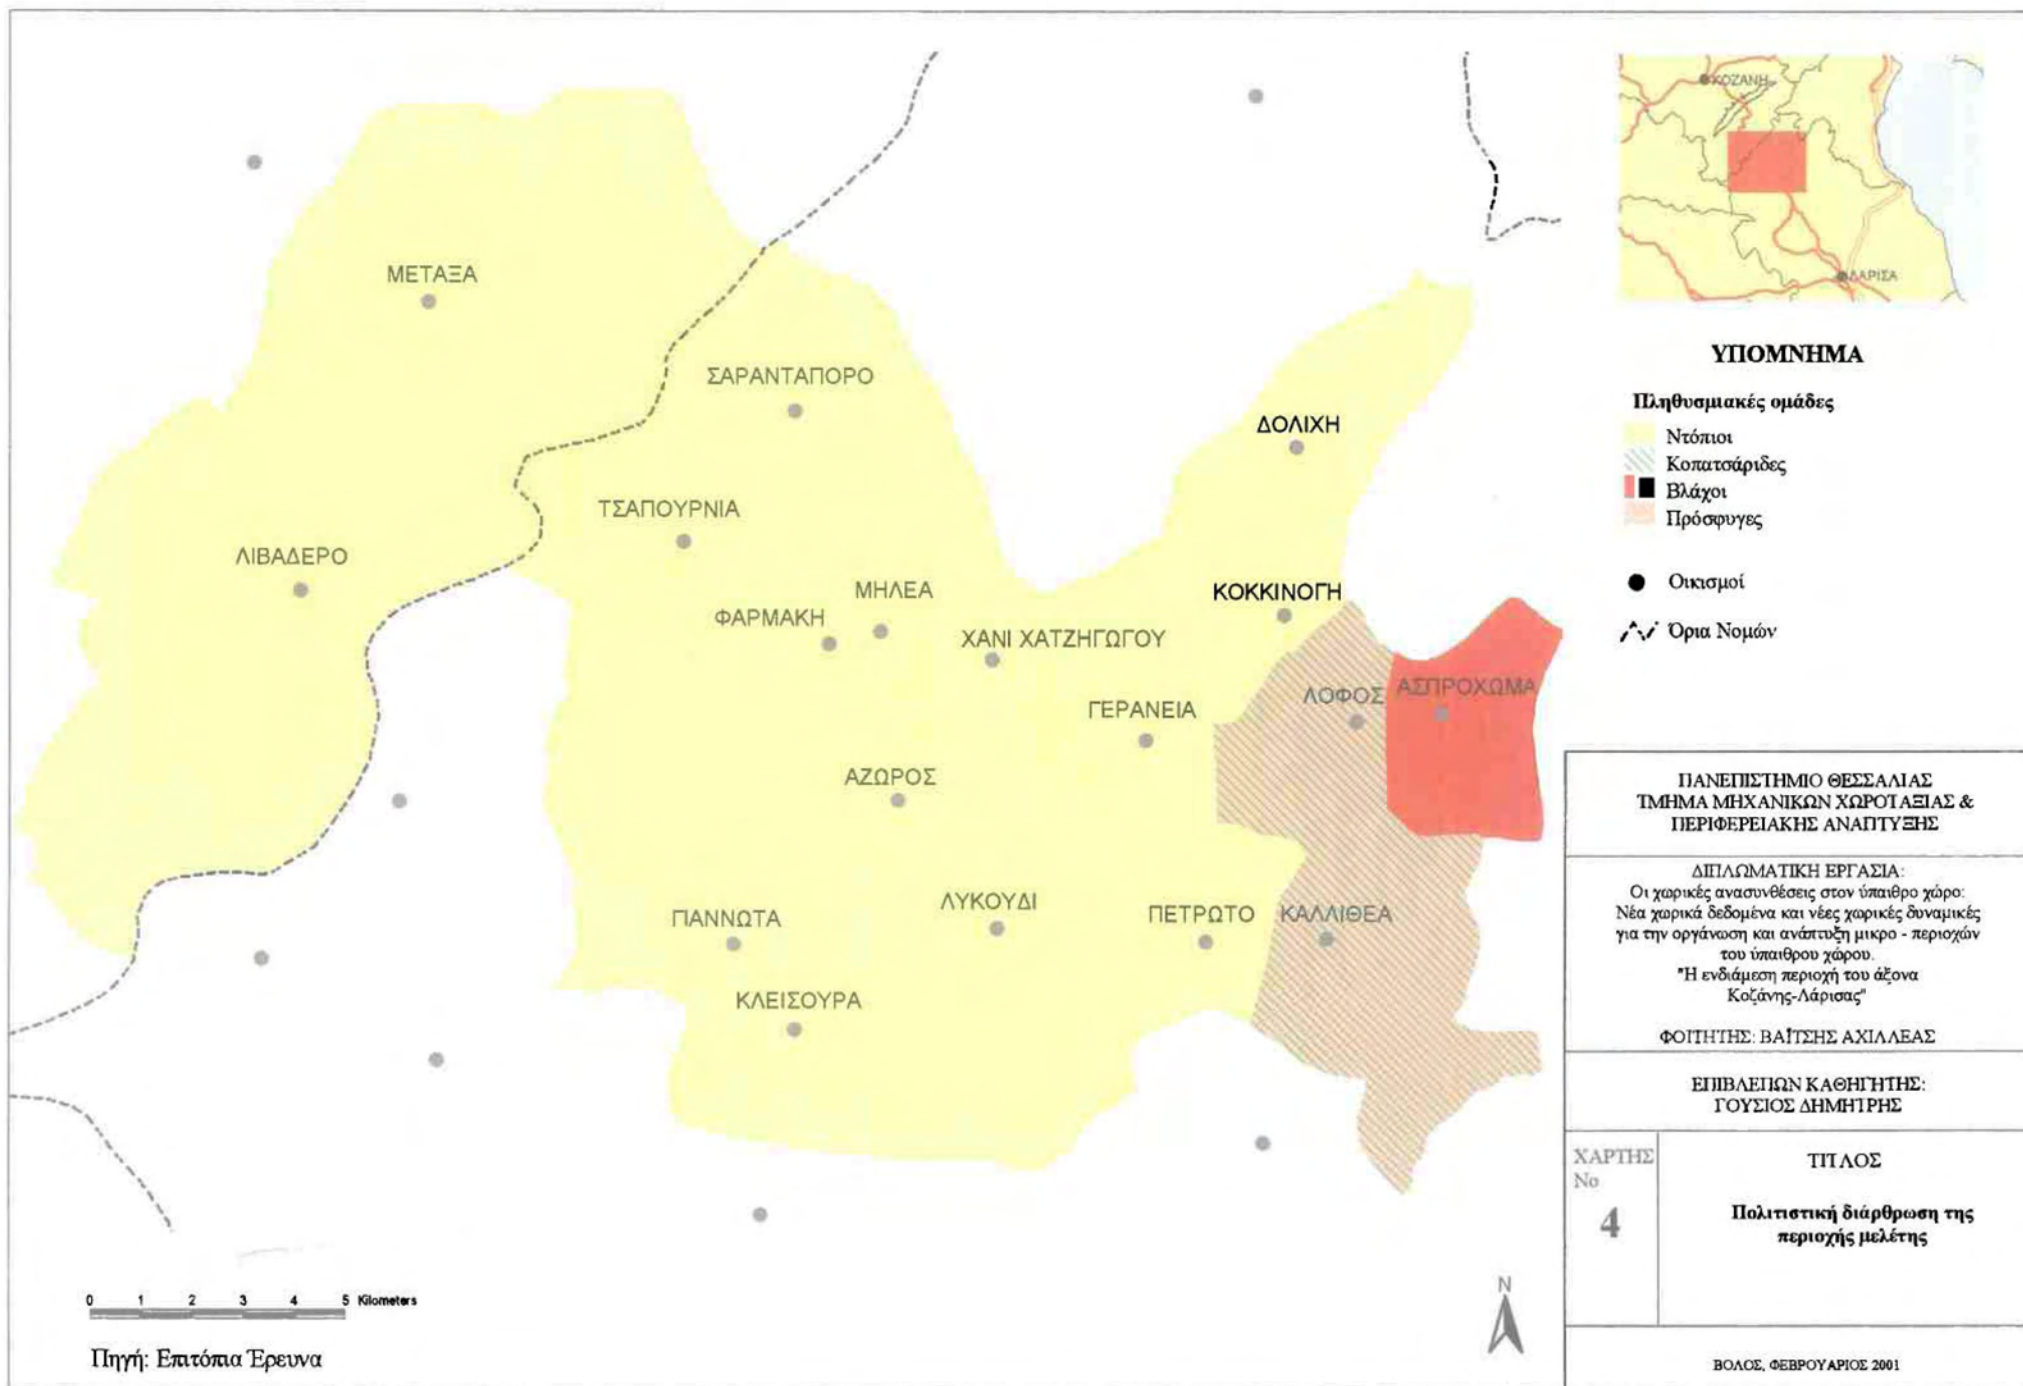 ΚΟΖΑΝΗ
ΛΑΡΙΣΑ
ΜΕΤΑΞΑ
ΣΑΡΑΝΤΑΠΟΡΟ
ΔΟΛΙΧΗ
ΤΣΑΠΟΥΡΝΙΑ
ΛΙΒΑΔΕΡΟ
ΜΗΛΕΑ
ΦΑΡΜΑΚΗ
ΚΟΚΚΙΝΟΓΗ
ΧΑΝΙ ΧΑΤΖΗΓΩΓΟΥ
ΛΟΦΟΣ
ΑΣΠΡΟΧΩΜΑ
ΓΕΡΑΝΕΙΑ
ΑΖΩΡΟΣ
ΓΙΑΝΝΩΤΑ
ΛΥΚΟΥΔΙ
ΠΕΤΡΩΤΟ
ΚΑΛΛΙΘΕΑ
ΚΛΕΙΣΟΥΡΑ
ΥΠΟΜΝΗΜΑ
Πληθυσμιακές ομάδες
Ντόπιοι
Κοπατσάριδες
Βλάχοι
Πρόσφυγες
Οικισμοί
Όρια Νομών
ΠΑΝΕΠΙΣΤΗΜΙΟ ΘΕΣΣΑΛΙΑΣ
ΤΜΗΜΑ ΜΗΧΑΝΙΚΩΝ ΧΩΡΟΤΑΞΙΑΣ &
ΠΕΡΙΦΕΡΕΙΑΚΗΣ ΑΝΑΠΤΥΞΗΣ
ΔΙΠΛΩΜΑΤΙΚΗ ΕΡΓΑΣΙΑ:
Οι χωρικές ανασυνθέσεις στον ύπαιθρο χώρο:
Νέα χωρικά δεδομένα και νέες χωρικές δυναμικές
για την οργάνωση και ανάπτυξη μικρο - περιοχών
του ύπαιθρου χώρου.
"Η ενδιάμεση περιοχή του άξονα
Κοζάνης-Λάρισας"
ΦΟΙΤΗΤΗΣ: ΒΑΪΤΣΗΣ ΑΧΙΛΛΕΑΣ
ΕΠΙΒΛΕΠΩΝ ΚΑΘΗΓΗΤΗΣ:
ΓΟΥΣΙΟΣ ΔΗΜΗΤΡΗΣ
ΧΑΡΤΗΣ
Νο
4
ΤΙΤΛΟΣ
Πολιτιστική διάρθρωση της
περιοχής μελέτης
ΒΟΛΟΣ, ΦΕΒΡΟΥΑΡΙΟΣ 2001
0 1 2 3 4 5 Kilometers
N
Πηγή: Επιτόπια Έρευνα